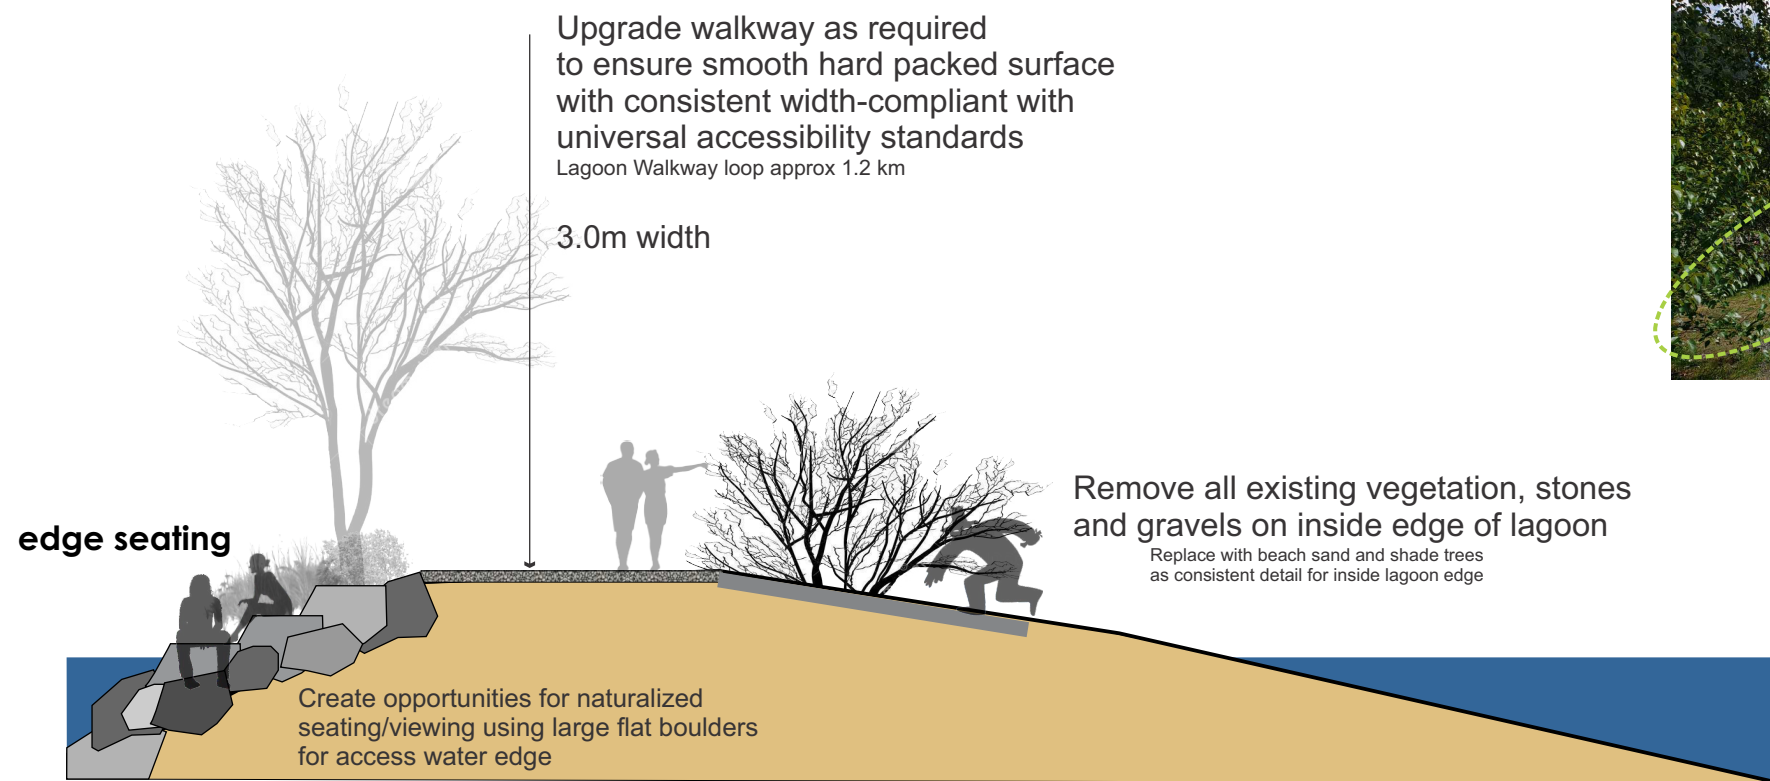 Upgrade walkway as required
to ensure smooth hard packed surface
with consistent width-compliant with
universal accessibility standards
Lagoon Walkway loop approx 1.2 km
3.0m width
edge seating
Remove all existing vegetation, stones
and gravels on inside edge of lagoon
Replace with beach sand and shade trees
as consistent detail for inside lagoon edge
Create opportunities for naturalized
seating/viewing using large flat boulders
for access water edge